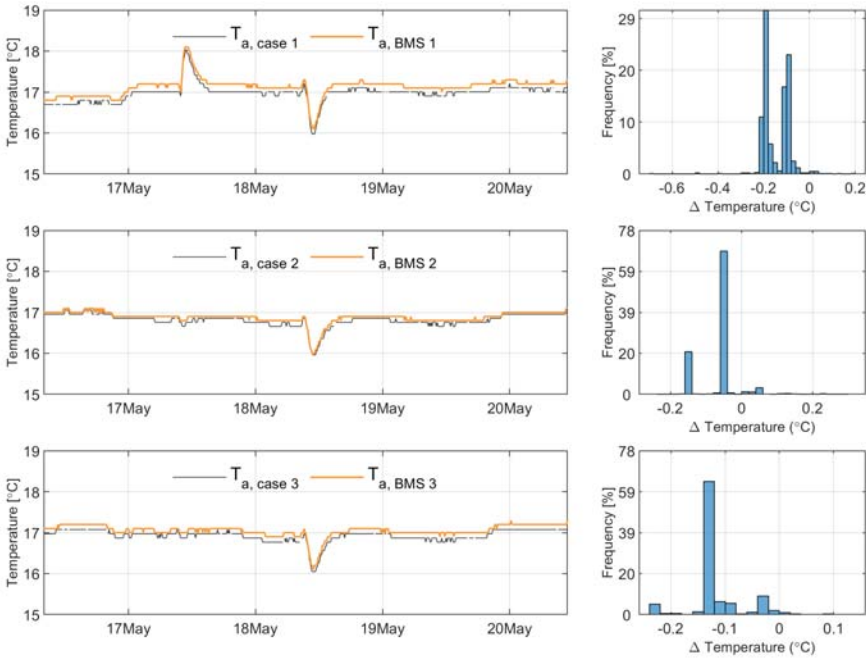 19
18
17
16
15
Temperature [°C]
T a, case 1
T a, BMS 1
17May
18May
19May
20May
29
20
10
0
Frequency [%]
-0.6
-0.4
-0.2
0
0.2
Δ Temperature (°C)
19
18
17
16
15
Temperature [°C]
T a, case 2
T a, BMS 2
17May
18May
19May
20May
78
59
39
20
0
Frequency [%]
-0.2
0
0.2
Δ Temperature (°C)
19
18
17
16
15
Temperature [°C]
T a, case 3
T a, BMS 3
17May
18May
19May
20May
78
59
39
20
0
Frequency [%]
-0.2
-0.1
0
0.1
Δ Temperature (°C)